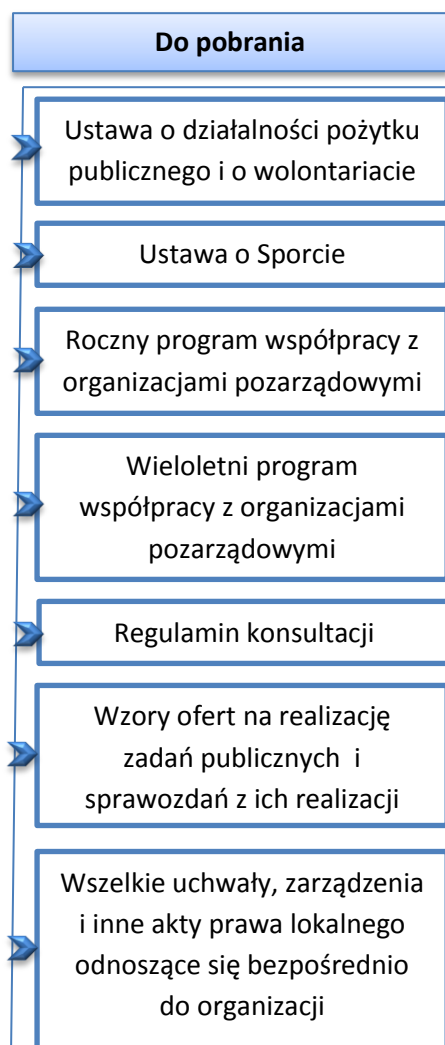 Do pobrania
Ustawa o działalności pożytku
publicznego i o wolontariacie
Ustawa o Sporcie
Roczny program współpracy z
organizacjami pozarządowymi
Wieloletni program
współpracy z organizacjami
pozarządowymi
Regulamin konsultacji
Wzory ofert na realizację
zadań publicznych i
sprawozdań z ich realizacji
Wszelkie uchwały, zarządzenia
i inne akty prawa lokalnego
odnoszące się bezpośrednio
do organizacji